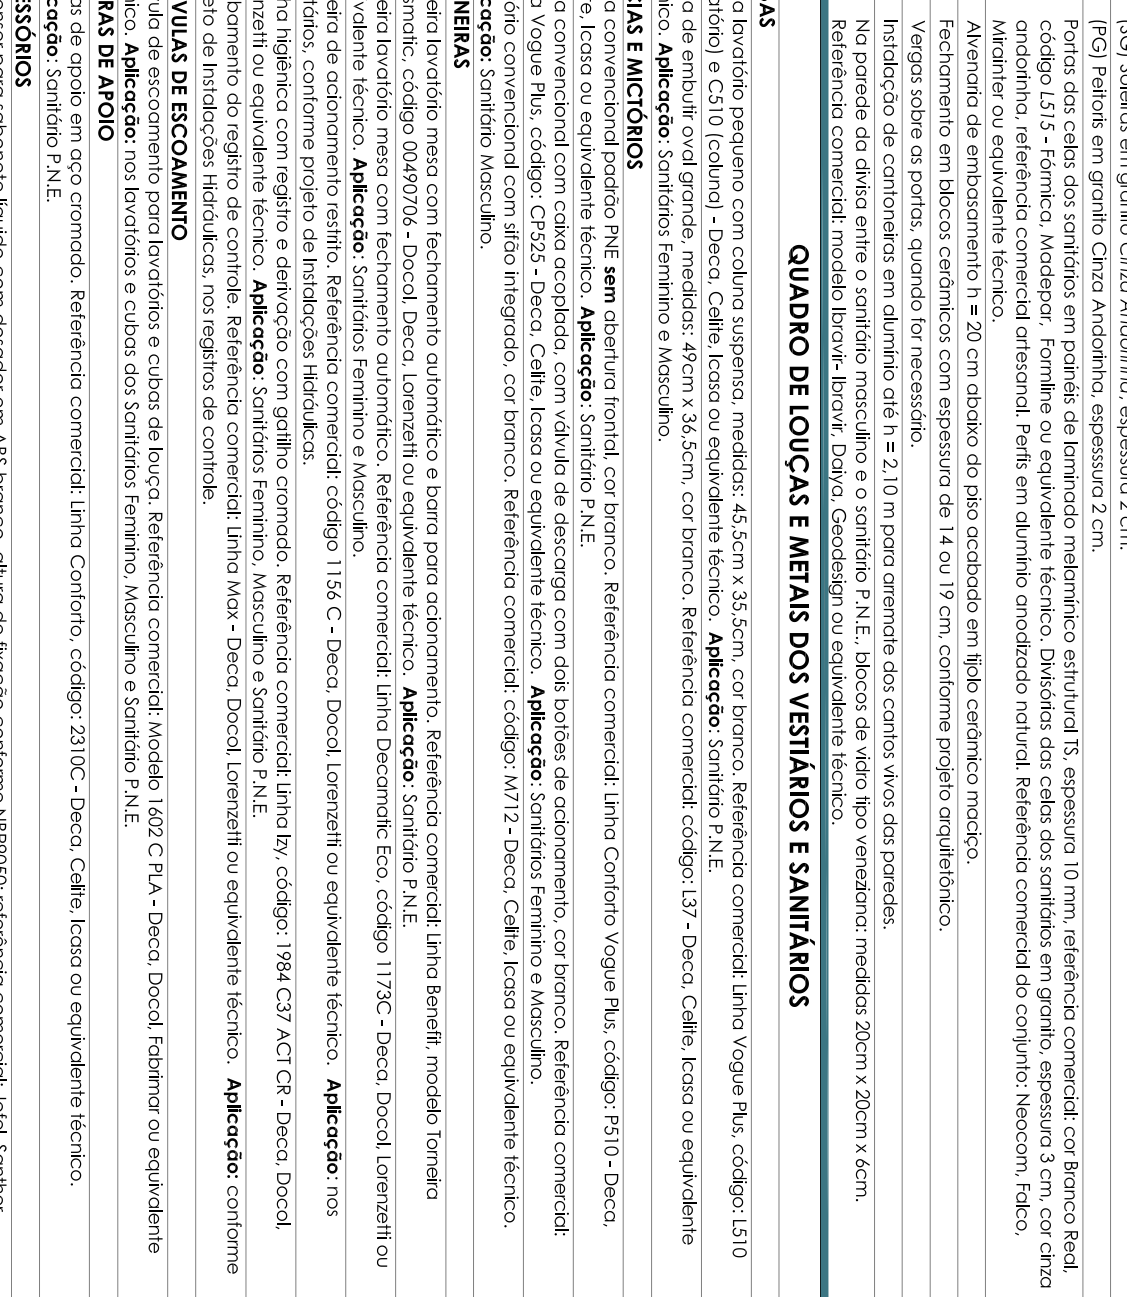 (PG) Peitoris em granito Cinza Andorinha, espesssura 2 cm.
Portas das celas dos sanitários em painéis de laminado melamínico estrutural TS, espessura 10 mm, referência comercial: cor Branco Real,
código L515 - Fórmica, Madepar, Formline ou equivalente técnico. Divisórias das celas dos sanitários em granito, espessura 3 cm, cor cinza
andorinha, referência comercial artesanal. Perfis em alumínio anodizado natural. Referência comercial do conjunto: Neocom, Falco,
Mirainter ou equivalente técnico.
Alvenaria de embasamento h = 20 cm abaixo do piso acabado em tijolo cerâmico maciço.
Fechamento em blocos cerâmicos com espessura de 14 ou 19 cm, conforme projeto arquitetônico.
Vergas sobre as portas, quando for necessário.
Instalação de cantoneiras em alumínio até h = 2,10 m para arremate dos cantos vivos das paredes.
Na parede da divisa entre o sanitário masculino e o sanitário P.N.E., blocos de vidro tipo veneziana: medidas 20cm x 20cm x 6cm.
Referência comercial: modelo Ibravir- Ibravir, Daiya, Geodesign ou equivalente técnico.
QUADRO DE LOUÇAS E METAIS DOS VESTIÁRIOS E SANITÁRIOS
AS
a lavatório pequeno com coluna suspensa, medidas: 45,5cm x 35,5cm, cor branco. Referência comercial: Linha Vogue Plus, código: L510
atório) e C510 (coluna) - Deca, Celite, Icasa ou equivalente técnico. Aplicação: Sanitário P.N.E.
a de embutir oval grande, medidas: 49cm x 36,5cm, cor branco. Referência comercial: código: L37 - Deca, Celite, Icasa ou equivalente
nico. Aplicação: Sanitários Feminino e Masculino.
IAS E MICTÓRIOS
a convencional padrão PNE sem abertura frontal, cor branco. Referência comercial: Linha Conforto Vogue Plus, código: P510 - Deca,
e, Icasa ou equivalente técnico. Aplicação: Sanitário P.N.E.
a convencional com caixa acoplada, com válvula de descarga com dois botões de acionamento, cor branco. Referência comercial:
a Vogue Plus, código: CP525 - Deca, Celite, Icasa ou equivalente técnico. Aplicação: Sanitários Feminino e Masculino.
ório convencional com sifão integrado, cor branco. Referência comercial: código: M712 - Deca, Celite, Icasa ou equivalente técnico.
cação: Sanitário Masculino.
NEIRAS
eira lavatório mesa com fechamento automático e barra para acionamento. Referência comercial: Linha Benefit, modelo Torneira
smatic, código 00490706 - Docol, Deca, Lorenzetti ou equivalente técnico. Aplicação: Sanitário P.N.E.
eira lavatório mesa com fechamento automático. Referência comercial: Linha Decamatic Eco, código 1173C - Deca, Docol, Lorenzetti ou
valente técnico. Aplicação: Sanitários Feminino e Masculino.
eira de acionamento restrito. Referência comercial: código 1156 C - Deca, Docol, Lorenzetti ou equivalente técnico. Aplicação: nos
tários, conforme projeto de Instalações Hidráulicas.
ha higiênica com registro e derivação com gatilho cromado. Referência comercial: Linha Izy, código: 1984 C37 ACT CR - Deca, Docol,
nzetti ou equivalente técnico. Aplicação: Sanitários Feminino, Masculino e Sanitário P.N.E.
bamento do registro de controle. Referência comercial: Linha Max - Deca, Docol, Lorenzetti ou equivalente técnico. Aplicação: conforme
eto de Instalações Hidráulicas, nos registros de controle.
VULAS DE ESCOAMENTO
ula de escoamento para lavatórios e cubas de louça. Referência comercial: Modelo 1602 C PLA - Deca, Docol, Fabrimar ou equivalente
nico. Aplicação: nos lavatórios e cubas dos Sanitários Feminino, Masculino e Sanitário P.N.E.
RAS DE APOIO
as de apoio em aço cromado. Referência comercial: Linha Conforto, código: 2310C - Deca, Celite, Icasa ou equivalente técnico.
cação: Sanitário P.N.E.
ESSÓRIOS